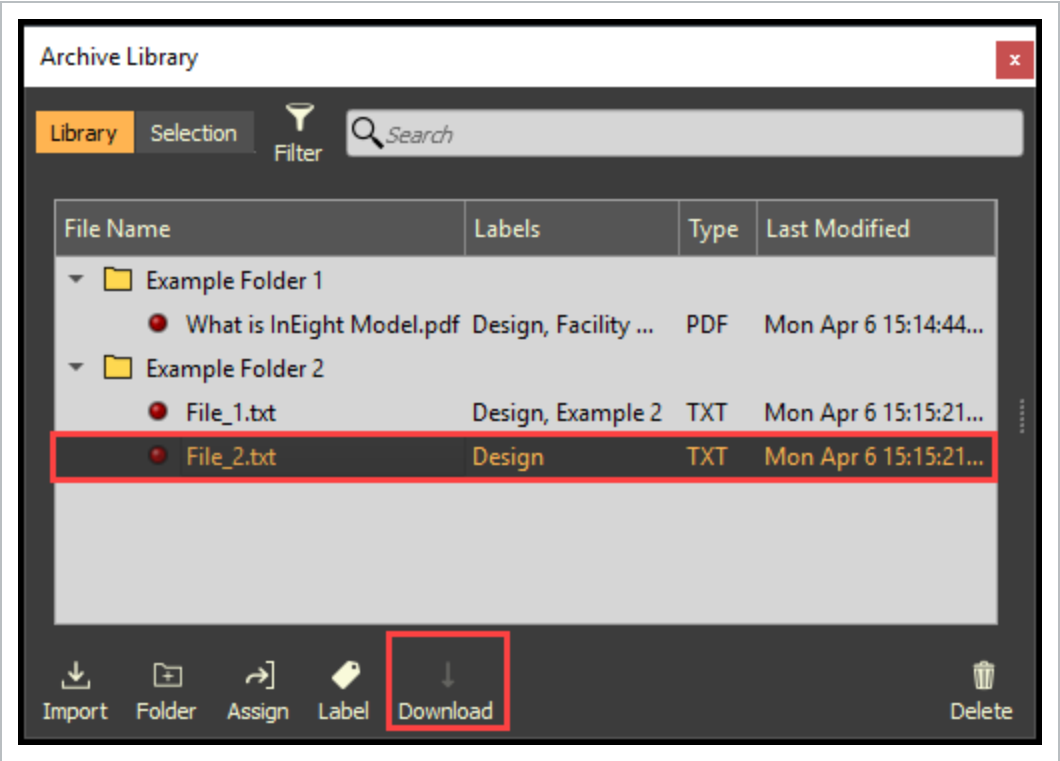 Archive Library
x
Library Selection Filter Search
File Name Labels Type Last Modified
Example Folder 1
What is InEight Model.pdf Design, Facility ... PDF Mon Apr 6 15:14:44...
Example Folder 2
File_1.txt Design, Example 2 TXT Mon Apr 6 15:15:21...
File_2.txt Design TXT Mon Apr 6 15:15:21...
Import Folder Assign Label Download Delete